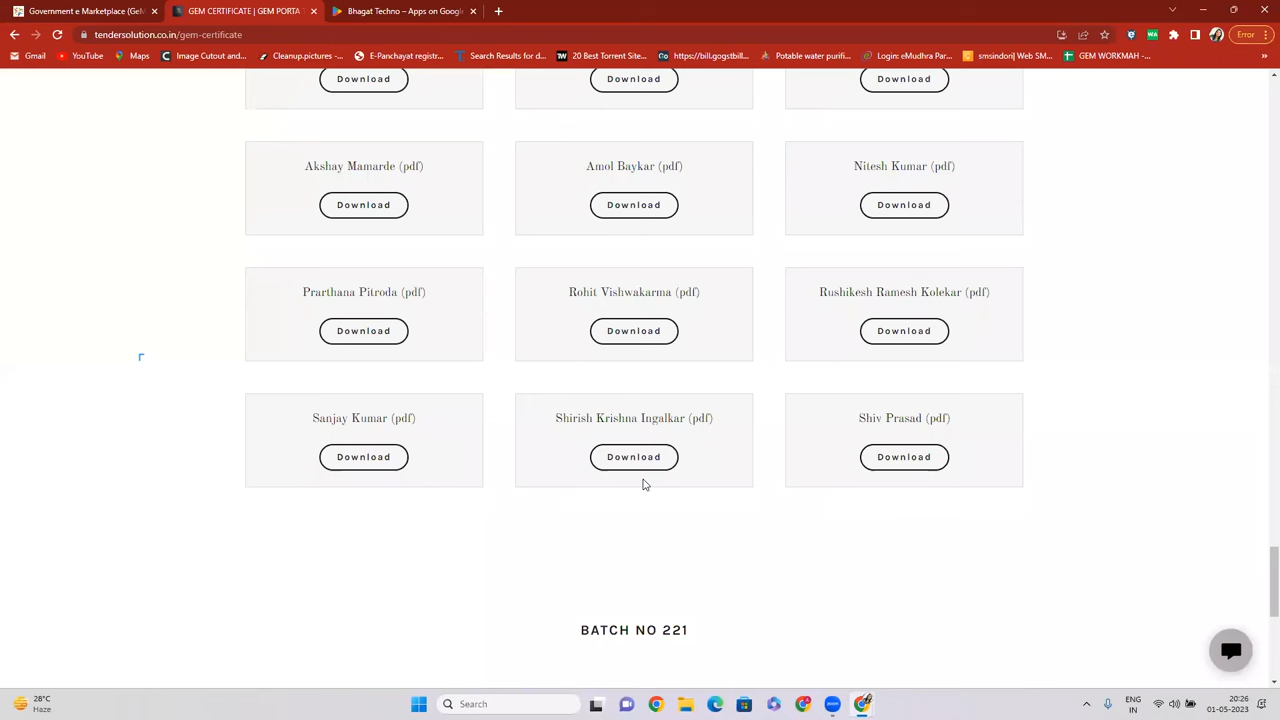 Government e Marketplace (GeM
GEM CERTIFICATE | GEM PORTA
Bhagat Techno – Apps on Google
tendersolution.co.in/gem-certificate
Error
Gmail
YouTube
Maps
Image Cutout and...
Cleanup.pictures -...
E-Panchayat registr...
Search Results for d...
20 Best Torrent Site...
https://bill.gogstbill...
Potable water purifi...
Login: eMudhra Par...
smsindori] Web SM...
GEM WORKMAH -...
Download
Download
Download
Akshay Mamarde (pdf)
Amol Baykar (pdf)
Nitesh Kumar (pdf)
Download
Download
Download
Prarthana Pitroda (pdf)
Rohit Vishwakarma (pdf)
Rushikesh Ramesh Kolekar (pdf)
Download
Download
Download
Sanjay Kumar (pdf)
Shirish Krishna Ingalkar (pdf)
Shiv Prasad (pdf)
Download
Download
Download
BATCH NO 221
28°C
Haze
Search
ENG
IN
20:26
01-05-2023